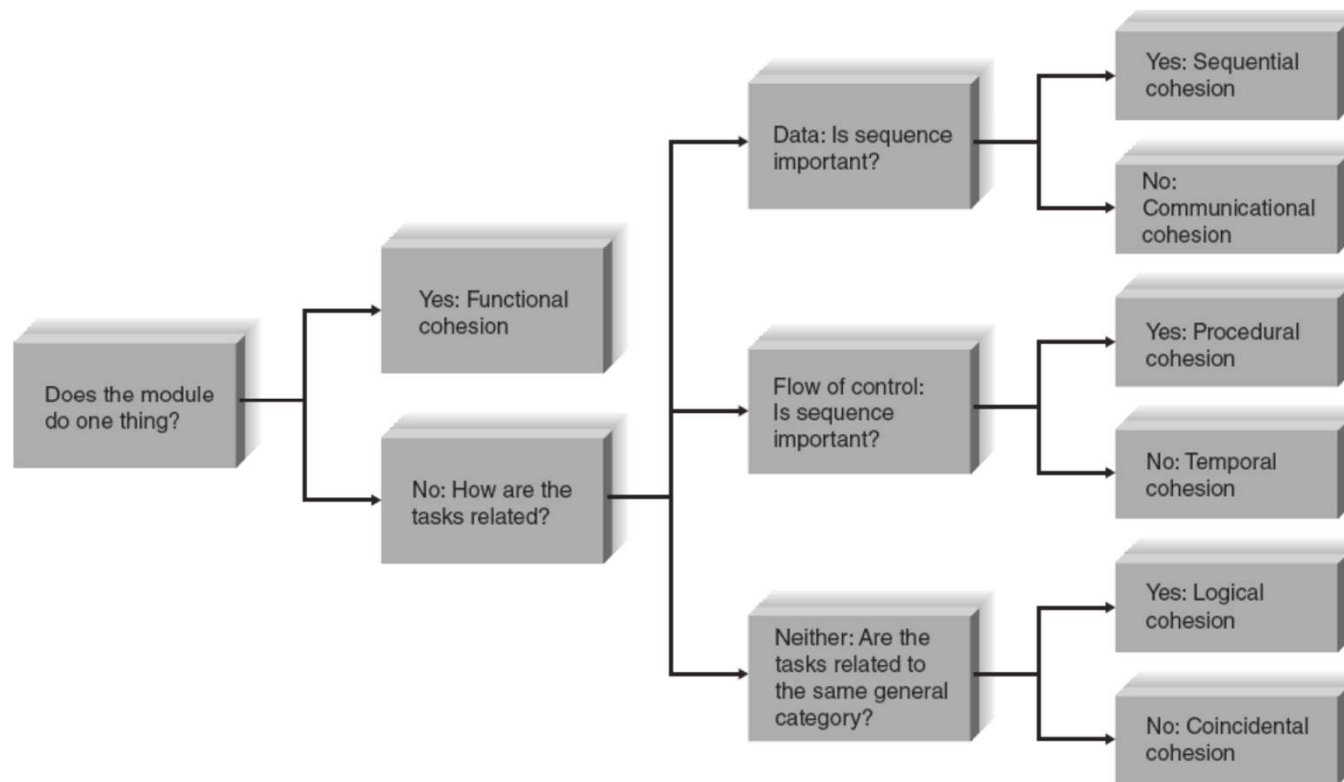 Does the module
do one thing?
Yes: Functional
cohesion
No: How are the
tasks related?
Data: Is sequence
important?
Flow of control:
Is sequence
important?
Neither: Are the
tasks related to
the same general
category?
Yes: Sequential
cohesion
No:
Communicational
cohesion
Yes: Procedural
cohesion
No: Temporal
cohesion
Yes: Logical
cohesion
No: Coincidental
cohesion